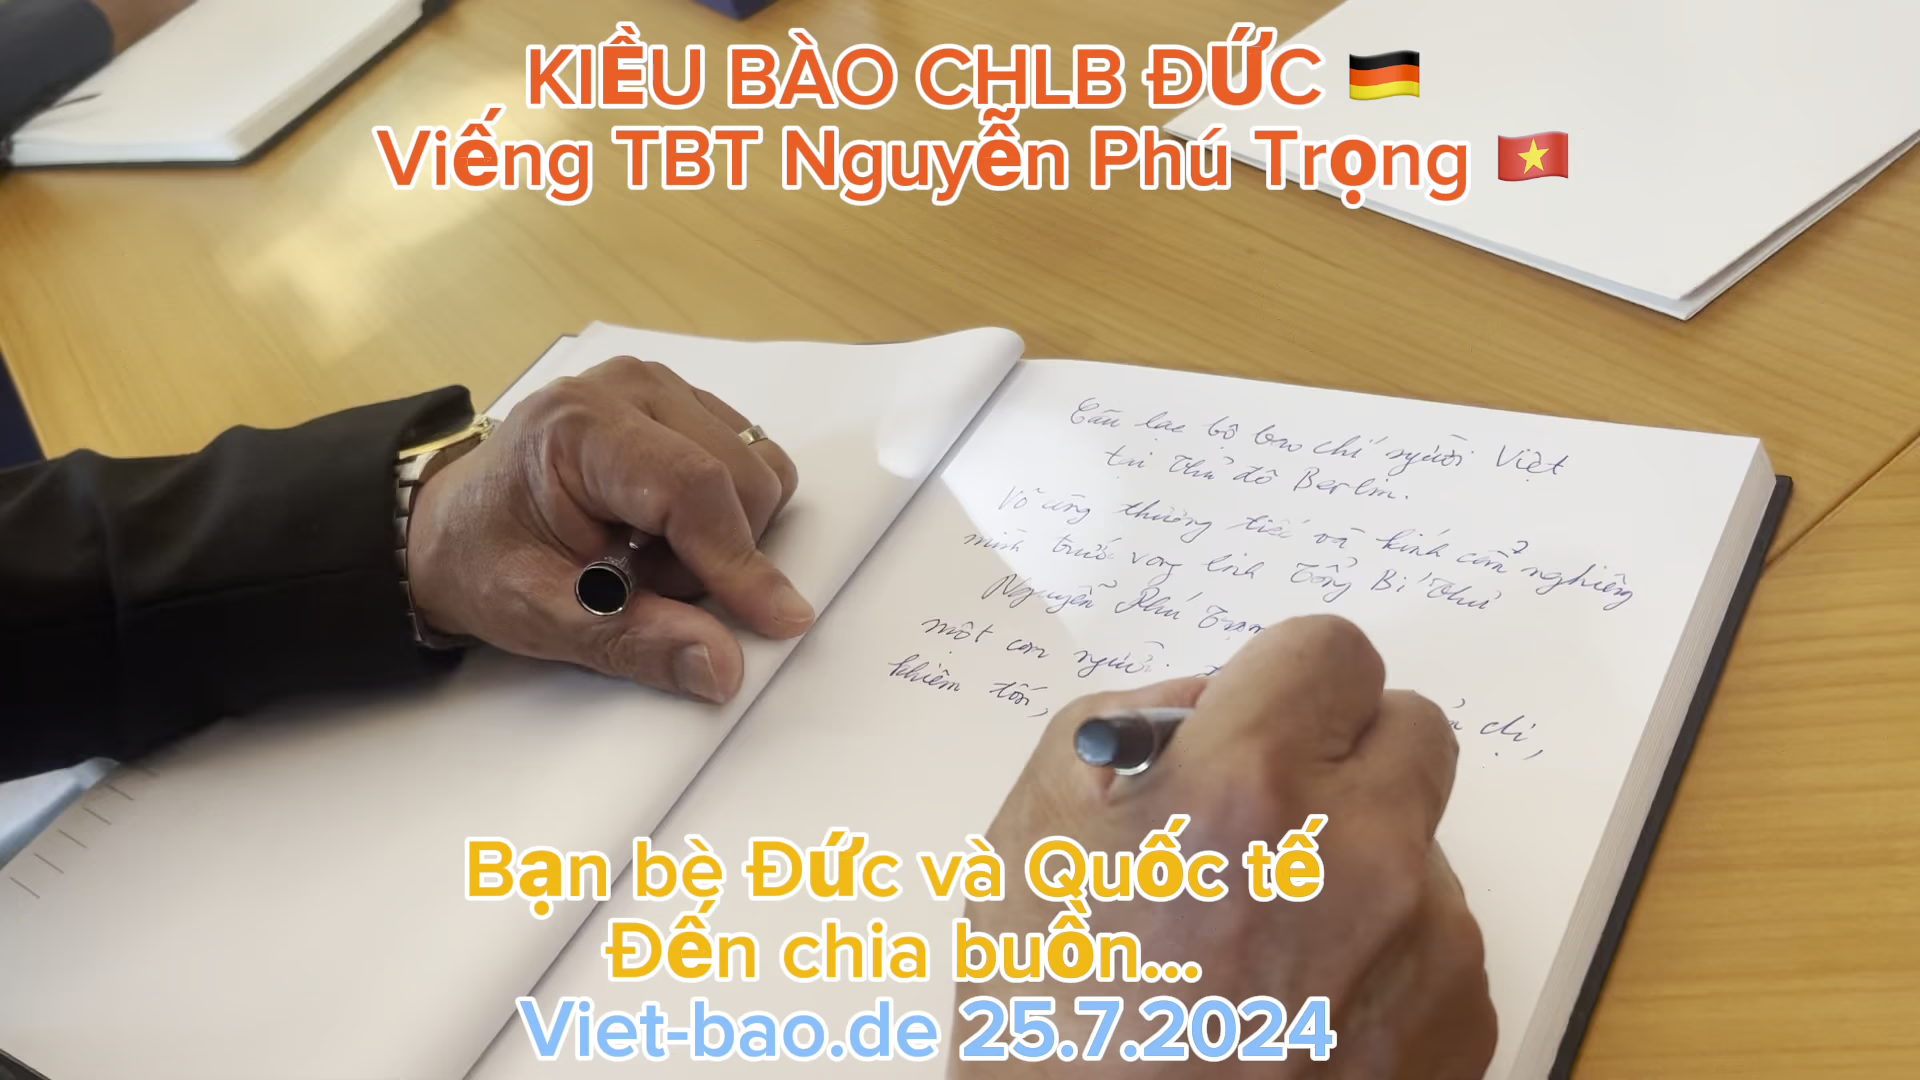 KIỀU BÀO CHLB ĐỨC 🇩🇪
Viếng TBT Nguyễn Phú Trọng 🇻🇳
Câu lạc bộ báo chí người Việt
tại Thủ đô Berlin.
Vô cùng thương tiếc và kính cẩn nghiêng
mình trước vong linh Tổng Bí Thư
Nguyễn Phú Trọng
một con người dị,
khiêm tốn,
Bạn bè Đức và Quốc tế
Đến chia buồn...
Viet-bao.de 25.7.2024